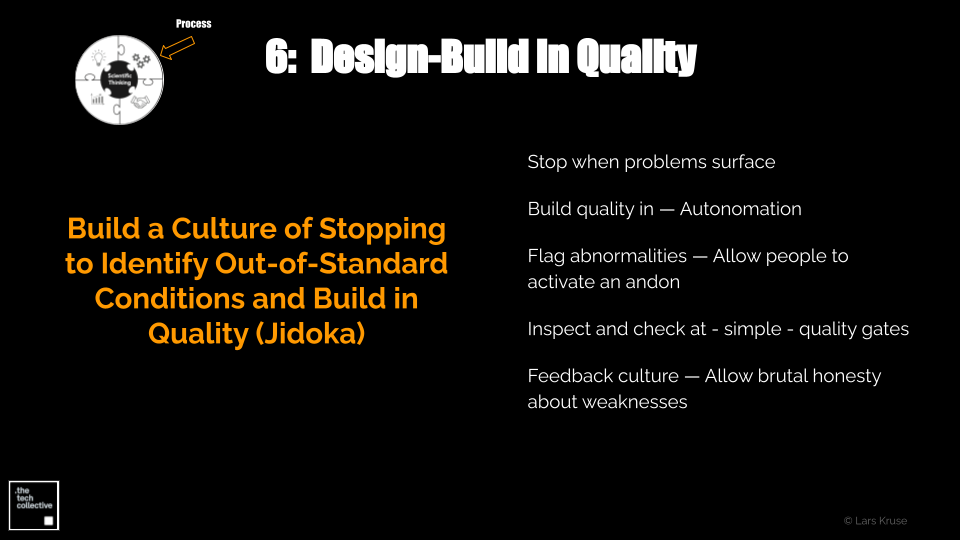 Process
6: Design-Build in Quality
Scientific
Thinking
Stop when problems surface
Build quality in — Autonomation
Flag abnormalities — Allow people to
activate an andon
Inspect and check at - simple - quality gates
Feedback culture — Allow brutal honesty
about weaknesses
Build a Culture of Stopping
to Identify Out-of-Standard
Conditions and Build in
Quality (Jidoka)
.the
tech
collective
© Lars Kruse